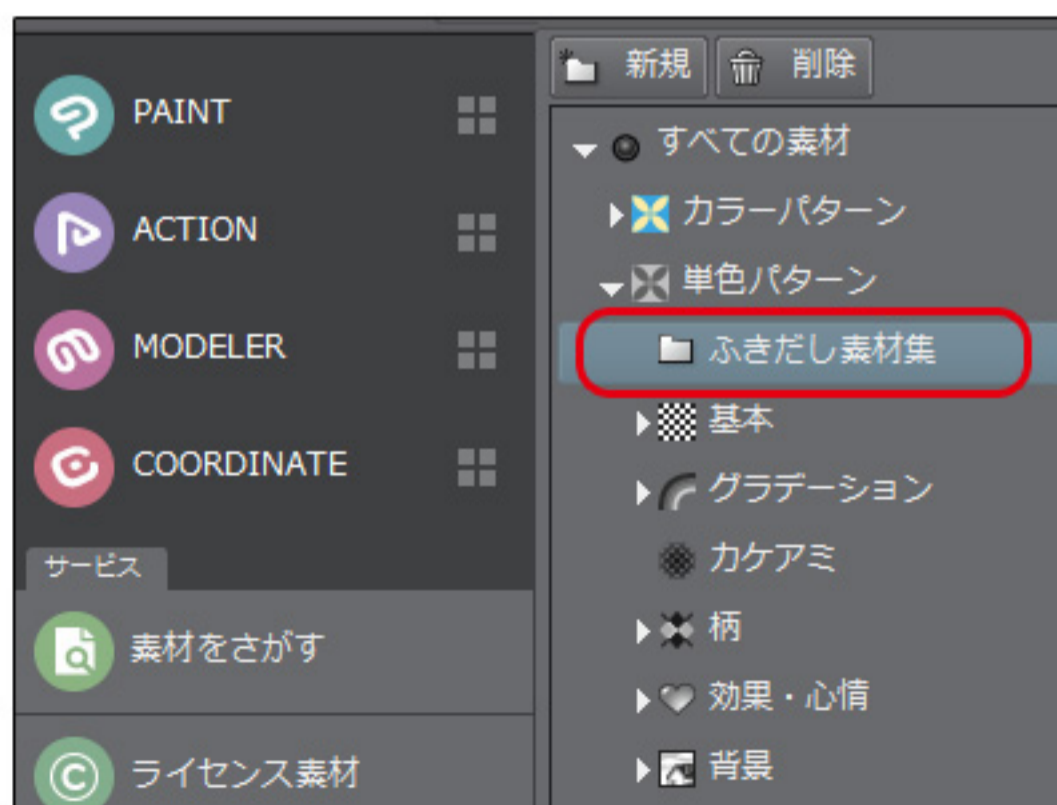 PAINT
ACTION
MODELER
COORDINATE
サービス
素材をさがす
ライセンス素材
新規 削除
すべての素材
カラーパターン
単色パターン
ふきだし素材集
基本
グラデーション
カケアミ
柄
効果・心情
背景